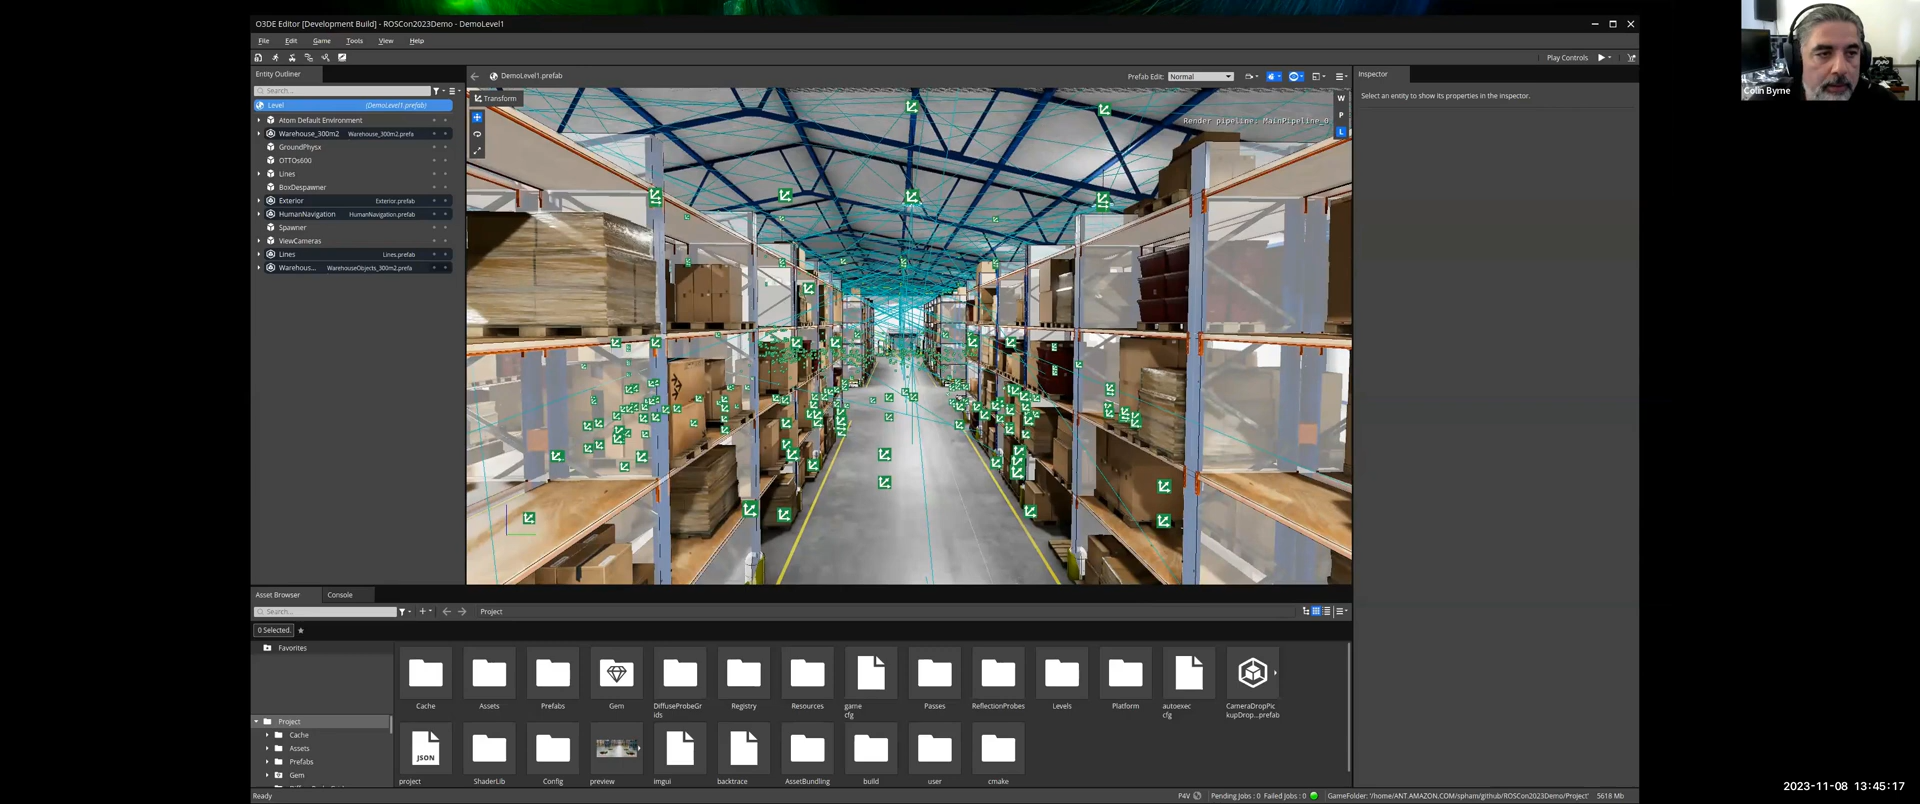 O3DE Editor [Development Build] - ROSCon2023Demo - DemoLevel1
File Edit Game Tools View Help
Play Controls
Entity Outliner
Search...
Level (DemoLevel1.prefab)
Atom Default Environment
Warehouse_300m2 Warehouse_300m2.prefa
GroundPhysx
OTTOs600
Lines
BoxDespawner
Exterior Exterior.prefab
HumanNavigation HumanNavigation.prefab
Spawner
ViewCameras
Lines Lines.prefab
Warehous... WarehouseObjects_300m2.prefa
DemoLevel1.prefab
Prefab Edit: Normal
Transform
Render pipeline: MainPipeline_0
W
P
L
Inspector
Select an entity to show its properties in the inspector.
Colin Byrne
Asset Browser Console
Search...
Project
0 Selected.
Favorites
Project
Cache
Assets
Prefabs
Gem
Cache Assets Prefabs Gem DiffuseProbeGrids Registry Resources game cfg Passes ReflectionProbes Levels Platform autoexec cfg CameraDropPickupDrop...prefab
JSON
project ShaderLib Config preview imgui backtrace AssetBundling build user cmake
Ready
P4V Pending Jobs : 0 Failed Jobs : 0 GameFolder: '/home/ANT.AMAZON.COM/spham/github/ROSCon2023Demo/Project' 5618 Mb
2023-11-08 13:45:17